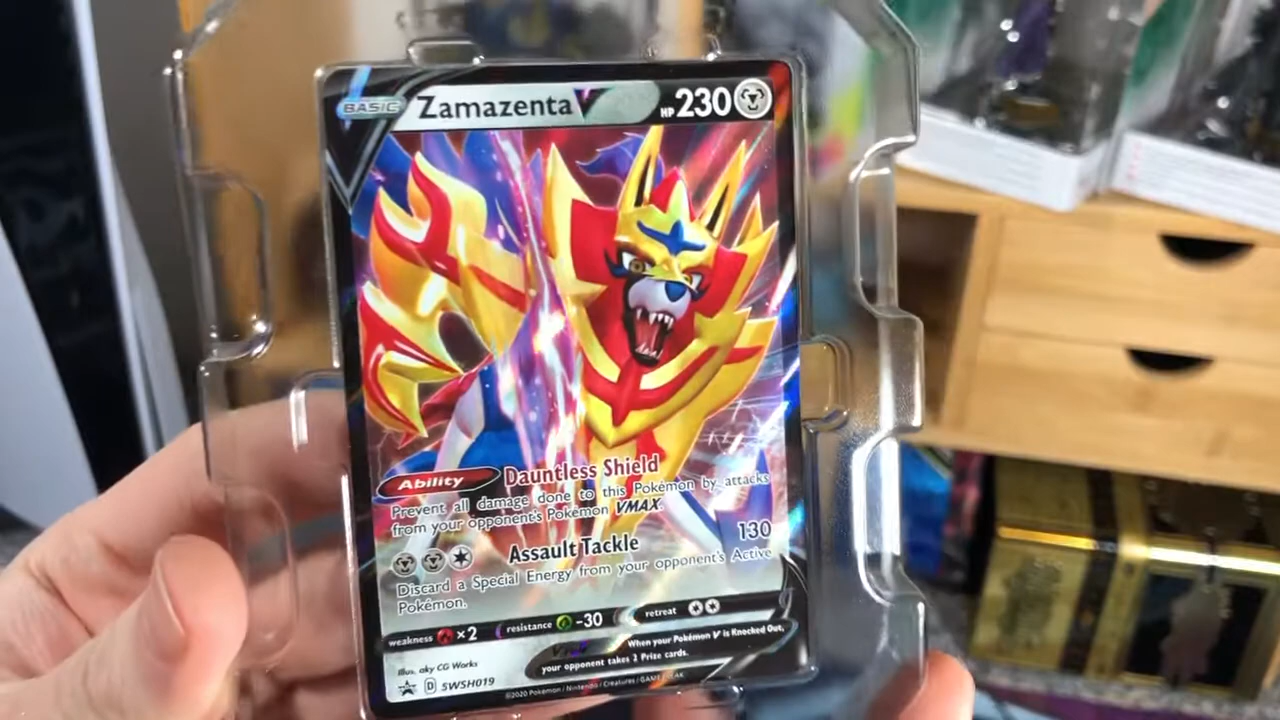 BASIC Zamazenta V HP 230
Ability Dauntless Shield
Prevent all damage done to this Pokémon by attacks
from your opponent's Pokémon VMAX.
Assault Tackle 130
Discard a Special Energy from your opponent's Active
Pokémon.
weakness ×2 resistance -30 retreat
When your Pokémon V is Knocked Out,
your opponent takes 2 Prize cards.
Illus. aky CG Works
D SWSH019
©2020 Pokémon / Nintendo / Creatures / GAME FREAK